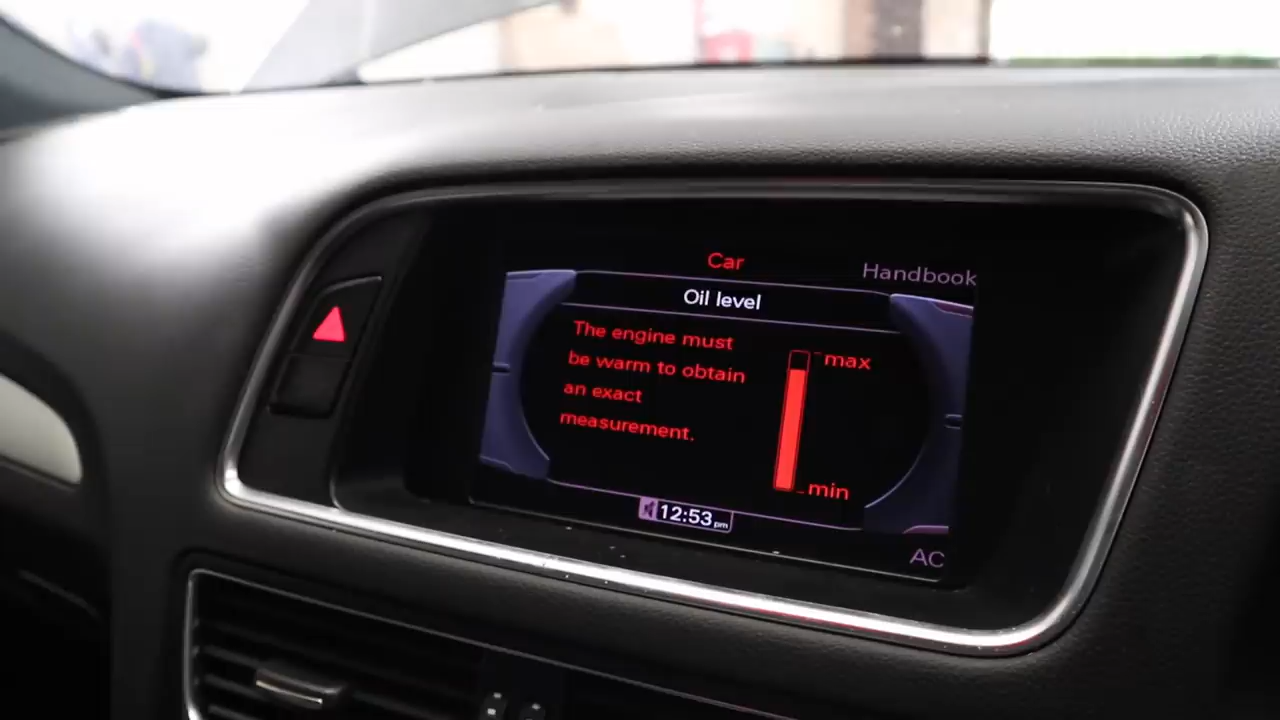 Car
Handbook
Oil level
The engine must
be warm to obtain
an exact
measurement.
max
min
12:53 pm
AC